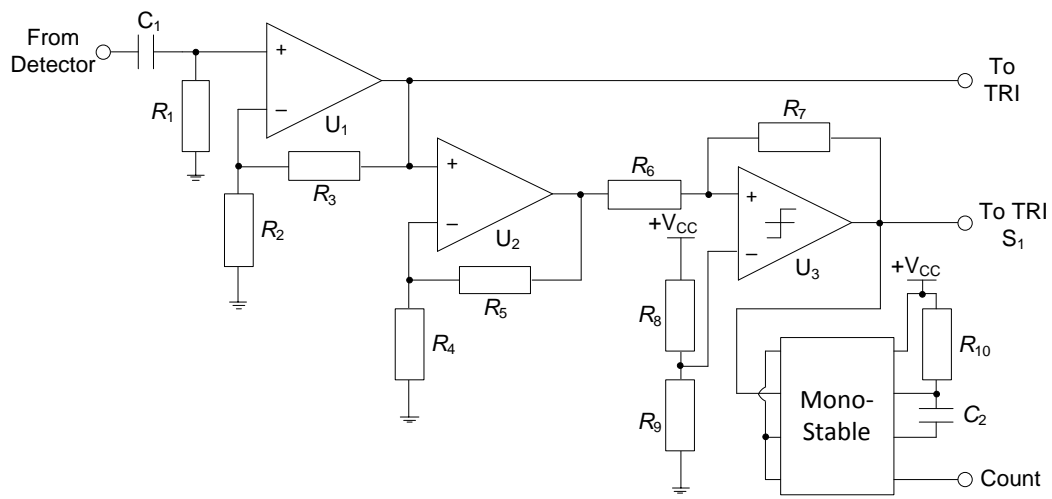 C1
From
Detector
+
−
R1
U1
To
TRI
R3
R2
+
−
U2
R5
R4
R6
R7
+VCC
+
−
U3
To TRI
S1
R8
R9
+VCC
R10
C2
Mono-
Stable
Count